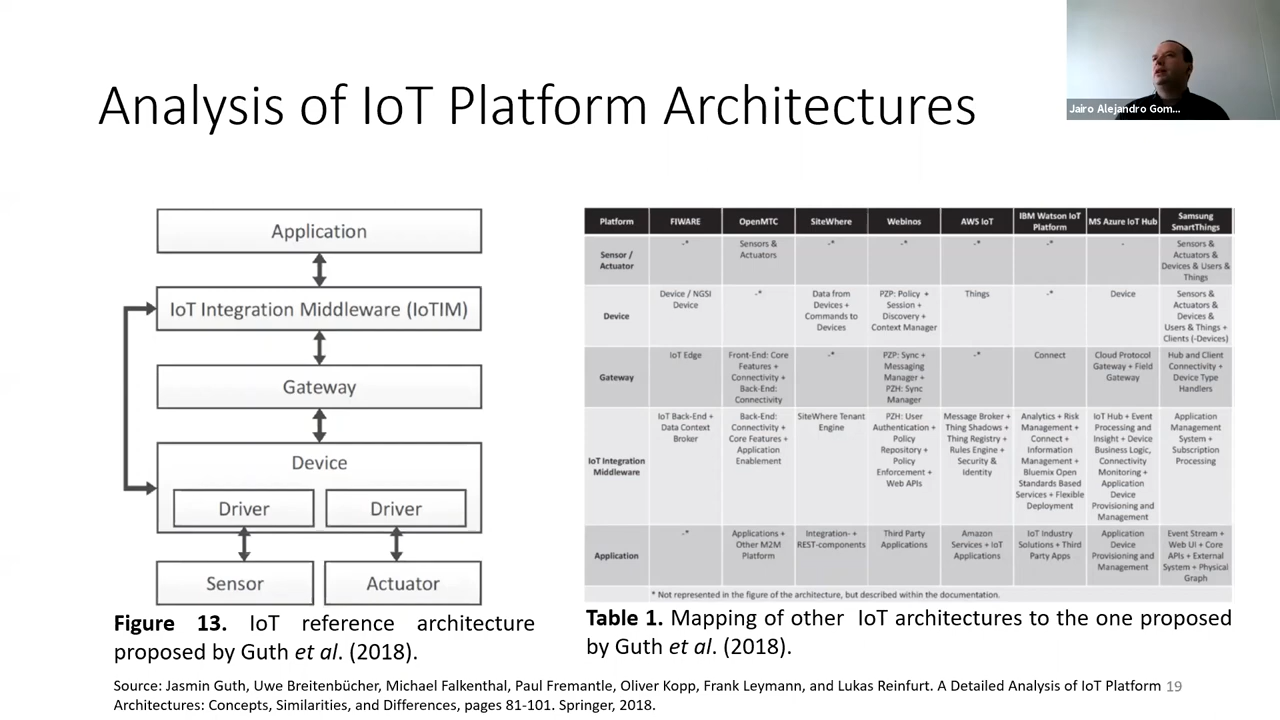 Analysis of IoT Platform Architectures
Jairo Alejandro Gom...
Application
IoT Integration Middleware (IoTIM)
Gateway
Device
Driver Driver
Sensor Actuator
Figure 13. IoT reference architecture
proposed by Guth et al. (2018).
Platform FIWARE OpenMTC SiteWhere Webinos AWS IoT IBM Watson IoT Platform MS Azure IoT Hub Samsung SmartThings
Sensor / Actuator -* Sensors & Actuators -* -* -* -* - Sensors & Actuators & Devices & Users & Things
Device Device / NGSI Device -* Data from Devices + Commands to Devices PZP: Policy + Session + Discovery + Context Manager Things -* Device Sensors & Actuators & Devices & Users & Things + Clients (-Devices)
Gateway IoT Edge Front-End: Core Features + Connectivity + Back-End: Connectivity -* PZP: Sync + Messaging Manager + PZH: Sync Manager -* Connect Cloud Protocol Gateway + Field Gateway Hub and Client Connectivity + Device Type Handlers
IoT Integration Middleware IoT Back-End + Data Context Broker Back-End: Connectivity + Core Features + Application Enablement SiteWhere Tenant Engine PZH: User Authentication + Policy Repository + Policy Enforcement + Web APIs Message Broker + Thing Shadows + Thing Registry + Rules Engine + Security & Identity Analytics + Risk Management + Connect + Information Management + Bluemix Open Standards Based Services + Flexible Deployment IoT Hub + Event Processing and Insight + Device Business Logic, Connectivity Monitoring + Application Device Provisioning and Management Application Management System + Subscription Processing
Application -* Applications + Other M2M Platform Integration- + REST-components Third Party Applications Amazon Services + IoT Applications IoT Industry Solutions + Third Party Apps Application Device Provisioning and Management Event Stream + Web UI + Core APIs + External System + Physical Graph
* Not represented in the figure of the architecture, but described within the documentation.
Table 1. Mapping of other IoT architectures to the one proposed
by Guth et al. (2018).
Source: Jasmin Guth, Uwe Breitenbücher, Michael Falkenthal, Paul Fremantle, Oliver Kopp, Frank Leymann, and Lukas Reinfurt. A Detailed Analysis of IoT Platform 19
Architectures: Concepts, Similarities, and Differences, pages 81-101. Springer, 2018.